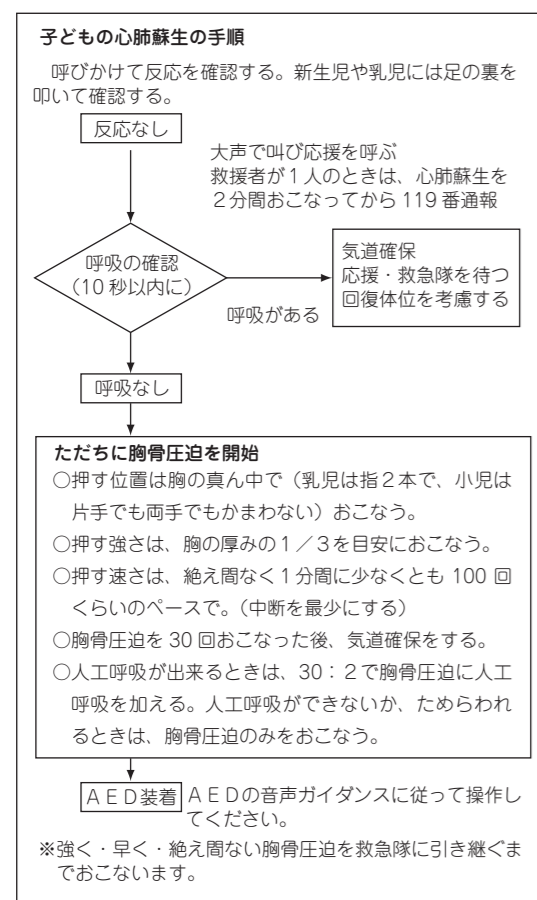 子どもの心肺蘇生の手順
呼びかけて反応を確認する。新生児や乳児には足の裏を
叩いて確認する。
反応なし
大声で叫び応援を呼ぶ
救援者が１人のときは、心肺蘇生を
２分間おこなってから 119 番通報
呼吸の確認
（10 秒以内に）
気道確保
応援・救急隊を待つ
回復体位を考慮する
呼吸がある
呼吸なし
ただちに胸骨圧迫を開始
○押す位置は胸の真ん中で（乳児は指２本で、小児は
片手でも両手でもかまわない）おこなう。
○押す強さは、胸の厚みの１／３を目安におこなう。
○押す速さは、絶え間なく１分間に少なくとも 100 回
くらいのペースで。（中断を最少にする）
○胸骨圧迫を 30 回おこなった後、気道確保をする。
○人工呼吸が出来るときは、30：２で胸骨圧迫に人工
呼吸を加える。人工呼吸ができないか、ためらわれ
るときは、胸骨圧迫のみをおこなう。
ＡＥＤ装着 ＡＥＤの音声ガイダンスに従って操作し
てください。
※強く・早く・絶え間ない胸骨圧迫を救急隊に引き継ぐま
でおこないます。